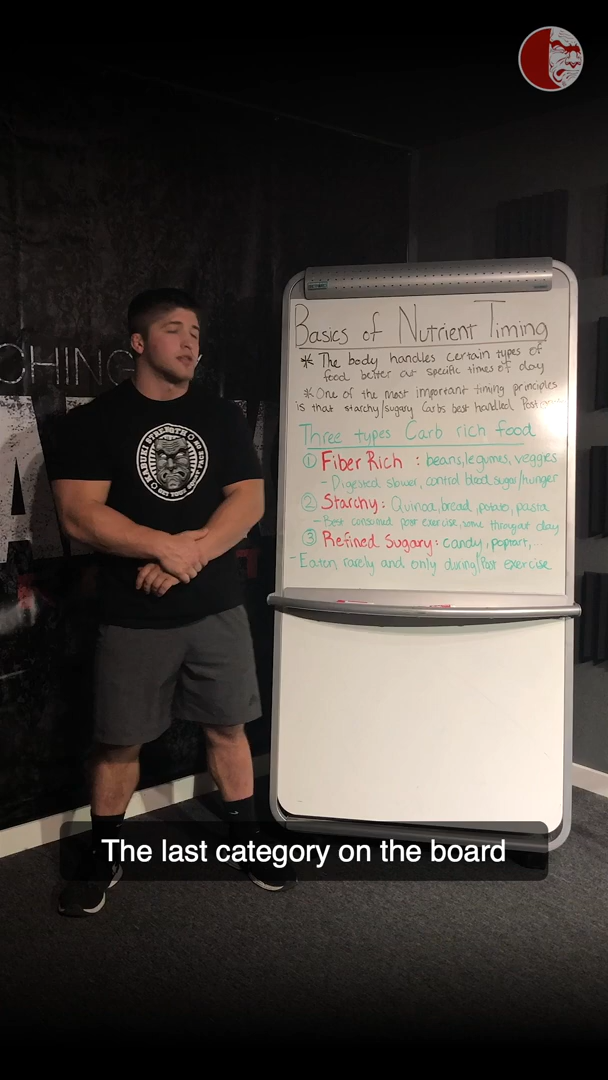 CHING
Basics of Nutrient Timing
* The body handles certain types of
food better at specific times of day
* One of the most important timing principles
is that starchy/sugary Carbs best handled Post
Three types Carb rich food
① Fiber Rich : beans, legumes, veggies
- Digested slower, control blood sugar/hunger
② Starchy: Quinoa, bread, potato, pasta
- Best consumed post exercise, some throughout day
③ Refined Sugary: candy, poptart, ...
- Eaten rarely and only during/Post exercise
KABUKI STRENGTH
The last category on the board